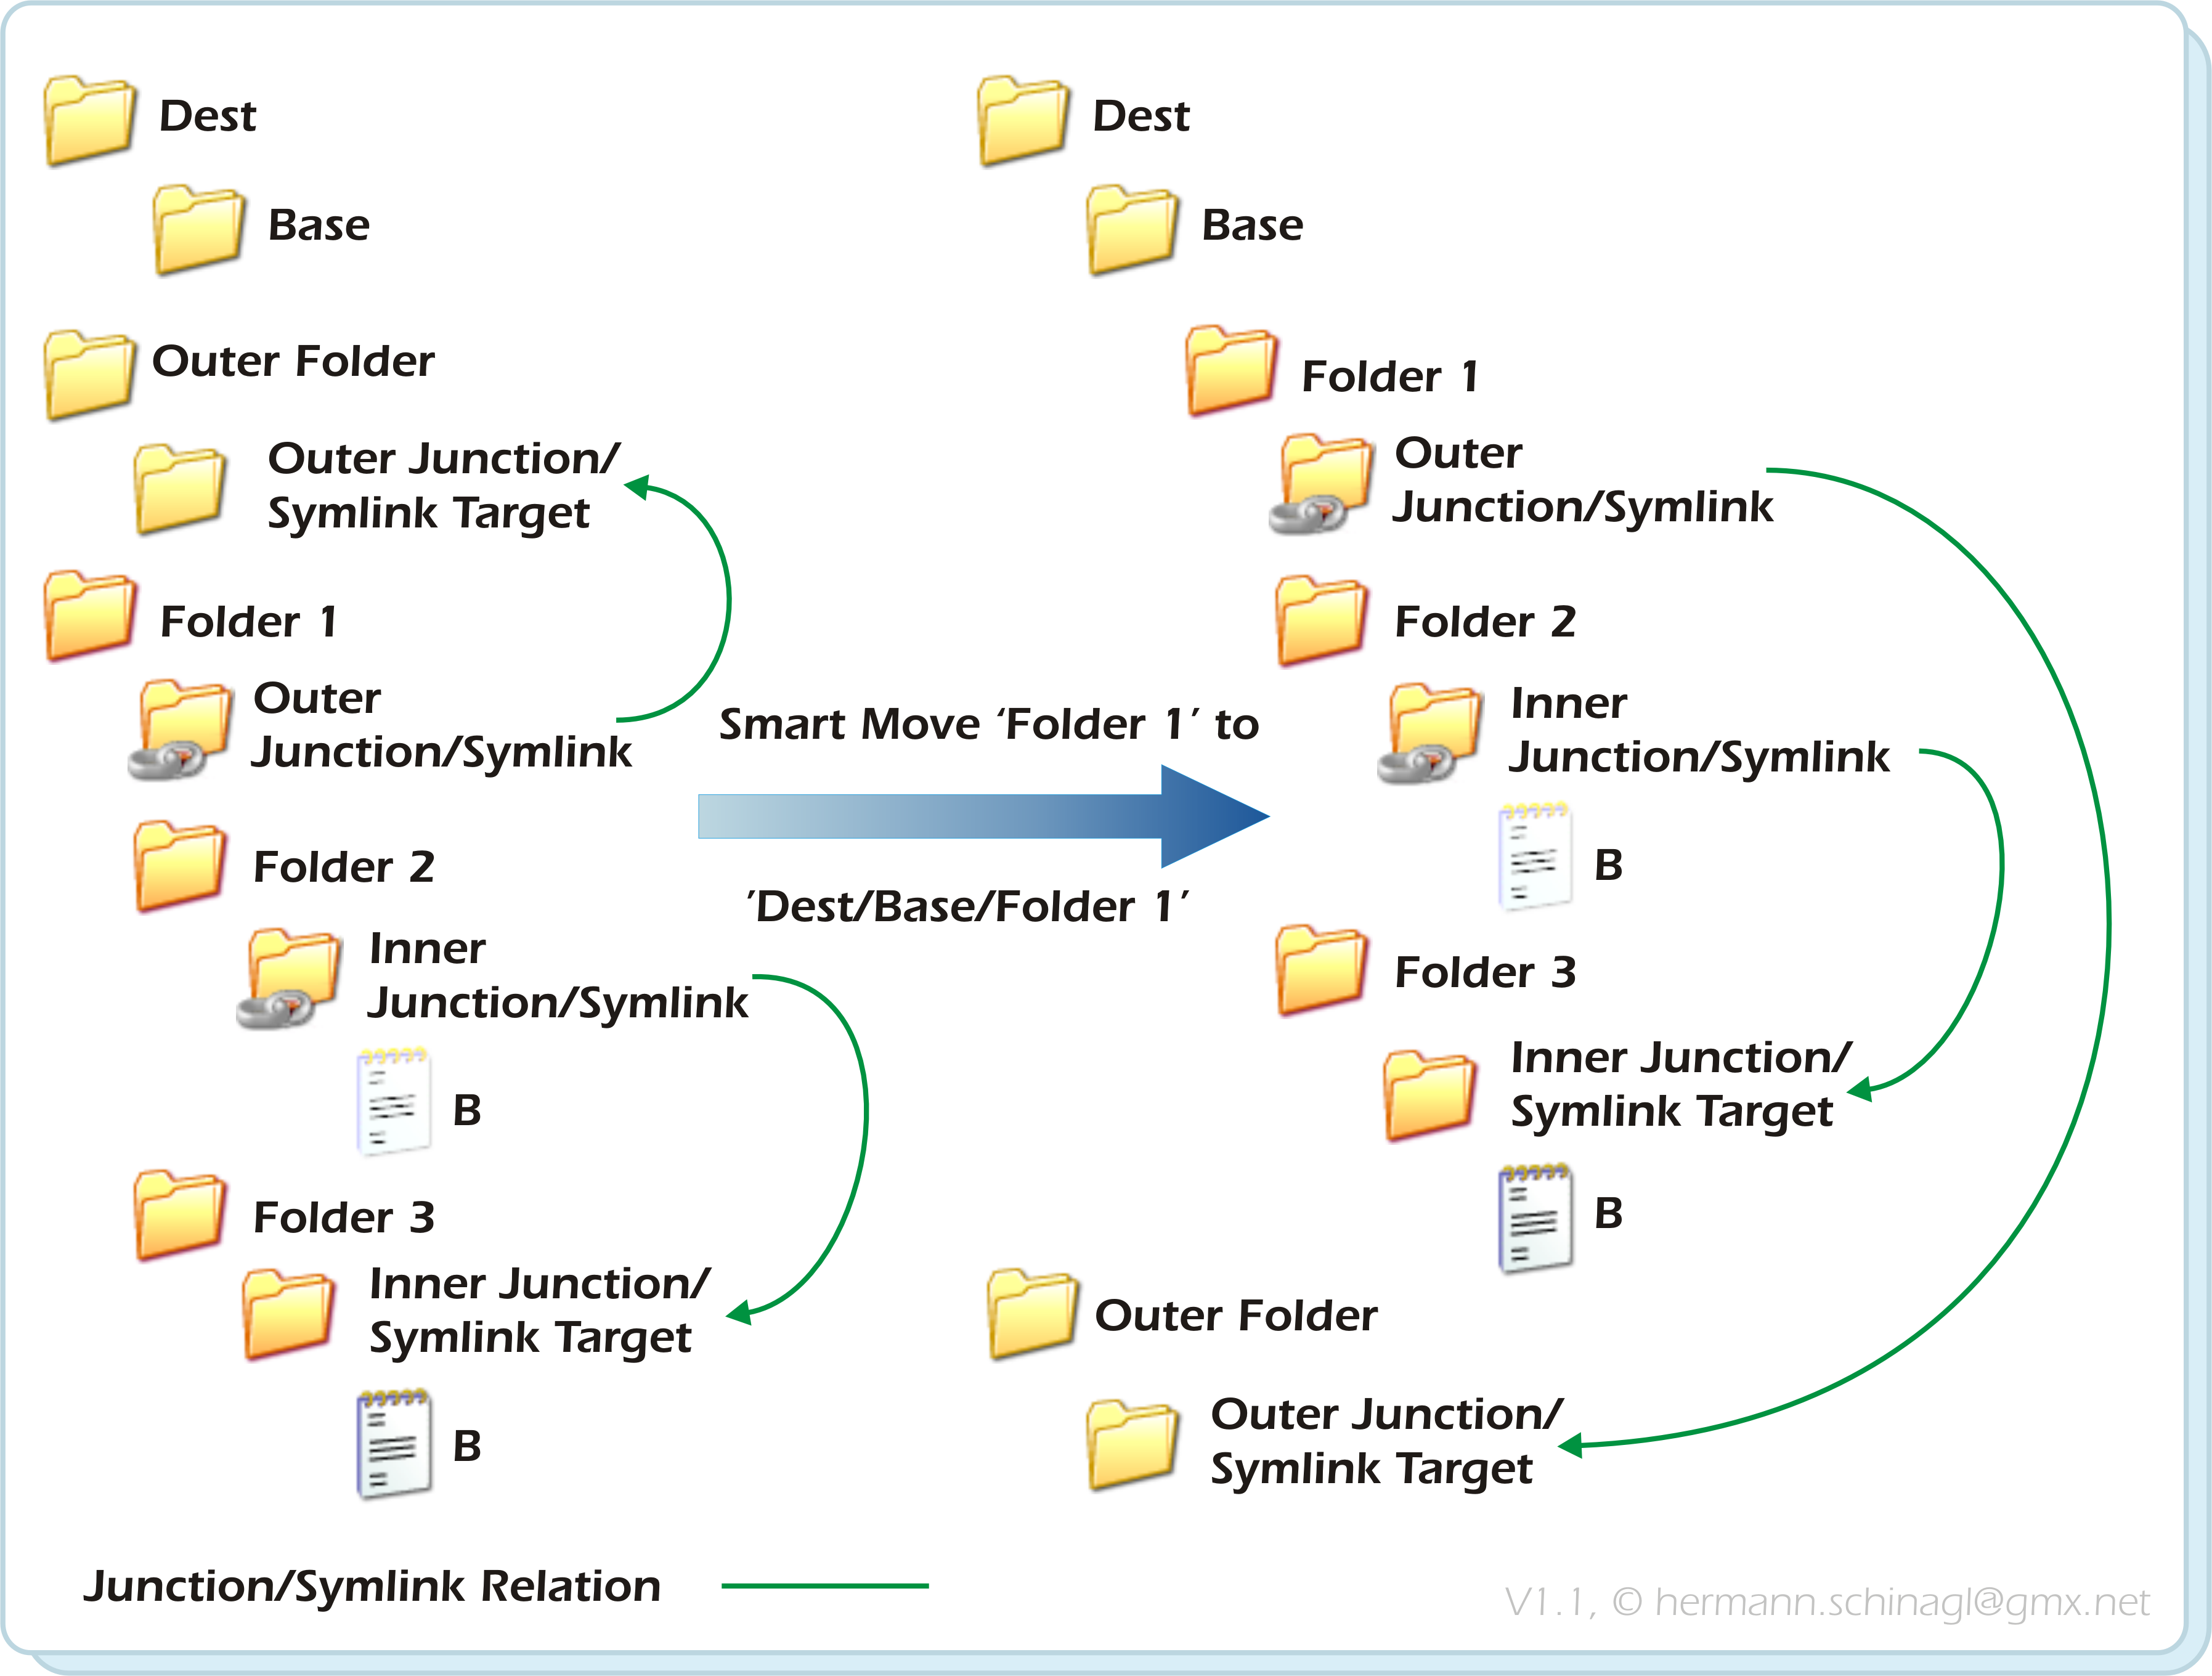 Dest
Base
Outer Folder
Outer Junction/
Symlink Target
Folder 1
Outer
Junction/Symlink
Folder 2
Inner
Junction/Symlink
B
Folder 3
Inner Junction/
Symlink Target
B
Smart Move ‘Folder 1’ to
’Dest/Base/Folder 1’
Dest
Base
Folder 1
Outer
Junction/Symlink
Folder 2
Inner
Junction/Symlink
B
Folder 3
Inner Junction/
Symlink Target
B
Outer Folder
Outer Junction/
Symlink Target
Junction/Symlink Relation
V1.1, © hermann.schinagl@gmx.net